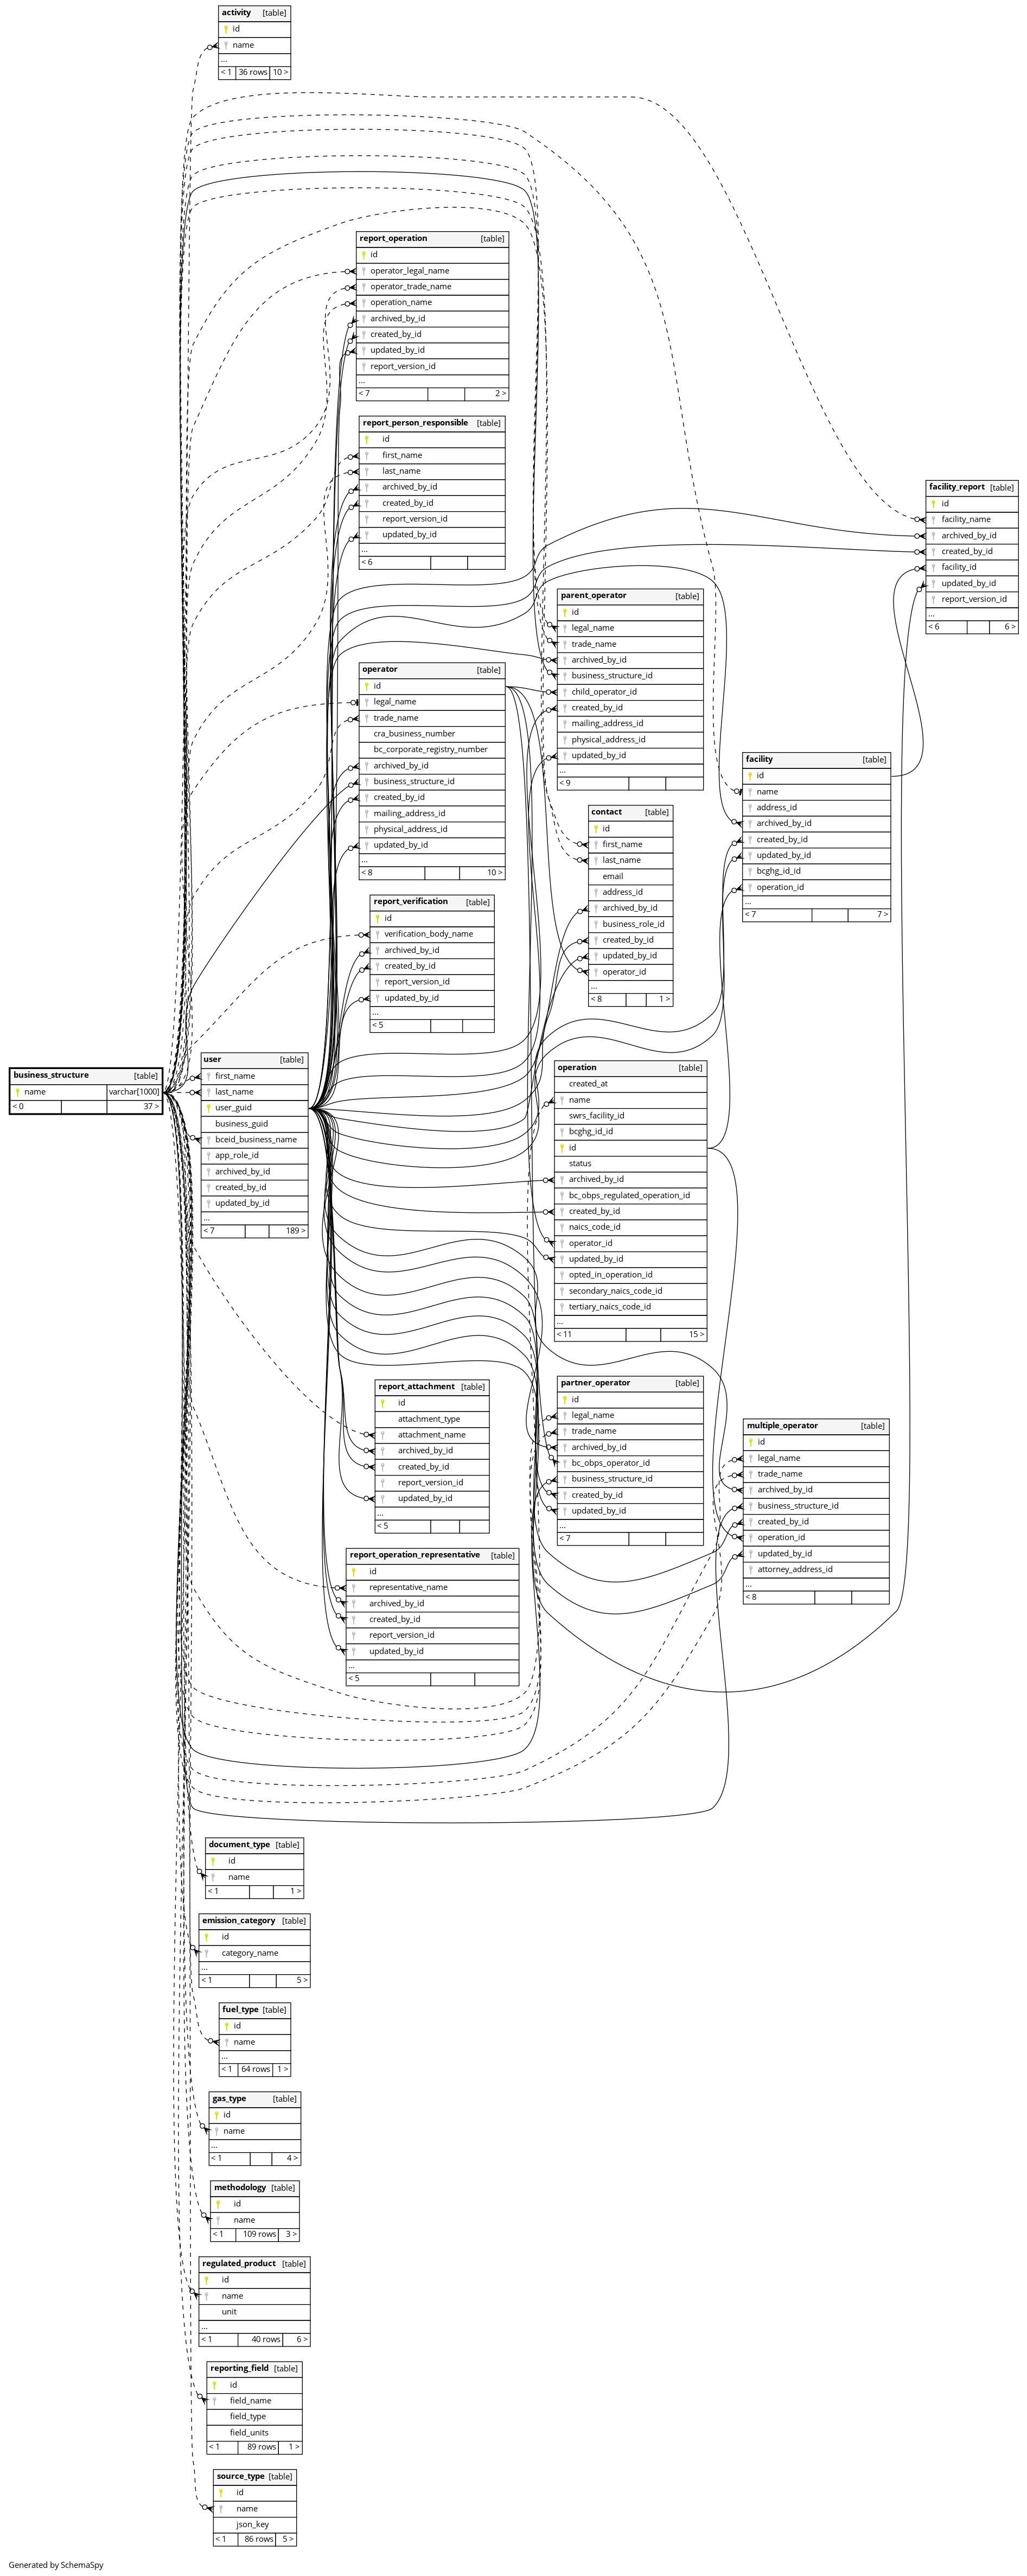 activity [table]
id
name
...
< 1 36 rows 10 >
report_operation [table]
id
operator_legal_name
operator_trade_name
operation_name
archived_by_id
created_by_id
updated_by_id
report_version_id
...
< 7 2 >
report_person_responsible [table]
id
first_name
last_name
archived_by_id
created_by_id
report_version_id
updated_by_id
...
< 6
facility_report [table]
id
facility_name
archived_by_id
created_by_id
facility_id
updated_by_id
report_version_id
...
< 6 6 >
parent_operator [table]
id
legal_name
trade_name
archived_by_id
business_structure_id
child_operator_id
created_by_id
mailing_address_id
physical_address_id
updated_by_id
...
< 9
operator [table]
id
legal_name
trade_name
cra_business_number
bc_corporate_registry_number
archived_by_id
business_structure_id
created_by_id
mailing_address_id
physical_address_id
updated_by_id
...
< 8 10 >
facility [table]
id
name
address_id
archived_by_id
created_by_id
updated_by_id
bcghg_id_id
operation_id
...
< 7 7 >
contact [table]
id
first_name
last_name
email
address_id
archived_by_id
business_role_id
created_by_id
updated_by_id
operator_id
...
< 8 1 >
report_verification [table]
id
verification_body_name
archived_by_id
created_by_id
report_version_id
updated_by_id
...
< 5
business_structure [table]
name varchar[1000]
< 0 37 >
user [table]
first_name
last_name
user_guid
business_guid
bceid_business_name
app_role_id
archived_by_id
created_by_id
updated_by_id
...
< 7 189 >
operation [table]
created_at
name
swrs_facility_id
bcghg_id_id
id
status
archived_by_id
bc_obps_regulated_operation_id
created_by_id
naics_code_id
operator_id
updated_by_id
opted_in_operation_id
secondary_naics_code_id
tertiary_naics_code_id
...
< 11 15 >
report_attachment [table]
id
attachment_type
attachment_name
archived_by_id
created_by_id
report_version_id
updated_by_id
...
< 5
partner_operator [table]
id
legal_name
trade_name
archived_by_id
bc_obps_operator_id
business_structure_id
created_by_id
updated_by_id
...
< 7
multiple_operator [table]
id
legal_name
trade_name
archived_by_id
business_structure_id
created_by_id
operation_id
updated_by_id
attorney_address_id
...
< 8
report_operation_representative [table]
id
representative_name
archived_by_id
created_by_id
report_version_id
updated_by_id
...
< 5
document_type [table]
id
name
< 1 1 >
emission_category [table]
id
category_name
...
< 1 5 >
fuel_type [table]
id
name
...
< 1 64 rows 1 >
gas_type [table]
id
name
...
< 1 4 >
methodology [table]
id
name
< 1 109 rows 3 >
regulated_product [table]
id
name
unit
...
< 1 40 rows 6 >
reporting_field [table]
id
field_name
field_type
field_units
< 1 89 rows 1 >
source_type [table]
id
name
json_key
< 1 86 rows 5 >
Generated by SchemaSpy